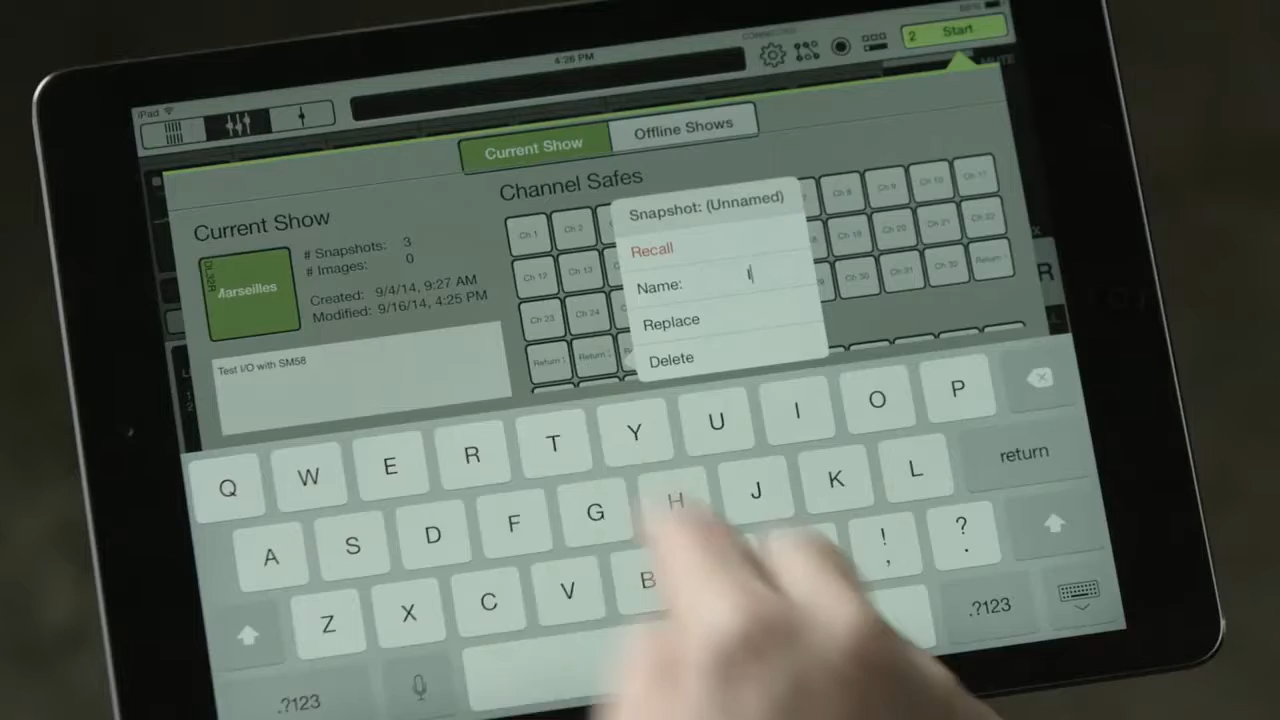 iPad
4:26 PM
2 Start
MUTE
Current Show
Offline Shows
Current Show
DL32R
Marseilles
# Snapshots: 3
# Images: 0
Created: 9/4/14, 9:27 AM
Modified: 9/16/14, 4:25 PM
Test I/O with SM58
Channel Safes
Ch 1
Ch 2
Ch 8
Ch 9
Ch 10
Ch 11
Ch 12
Ch 13
Ch 19
Ch 20
Ch 21
Ch 22
Ch 23
Ch 24
Ch 30
Ch 31
Ch 32
Return
Return
Return
Snapshot: (Unnamed)
Recall
Name:
Replace
Delete
R
Q W E R T Y U I O P
A S D F G H J K L return
Z X C V B ! , ? .
.?123
.?123